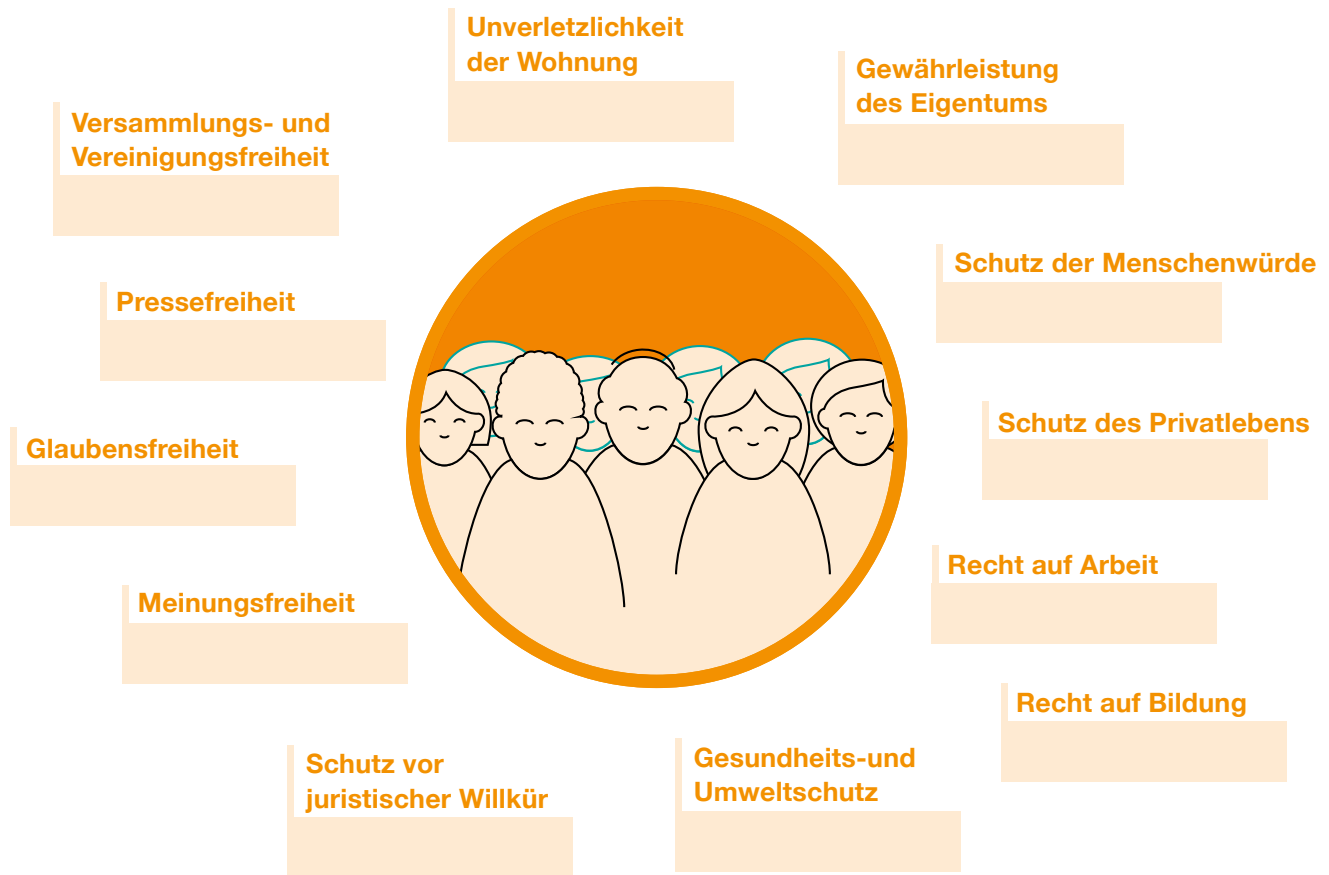 Unverletzlichkeit
der Wohnung
Gewährleistung
des Eigentums
Versammlungs- und
Vereinigungsfreiheit
Schutz der Menschenwürde
Pressefreiheit
Schutz des Privatlebens
Glaubensfreiheit
Recht auf Arbeit
Meinungsfreiheit
Recht auf Bildung
Schutz vor
juristischer Willkür
Gesundheits-und
Umweltschutz